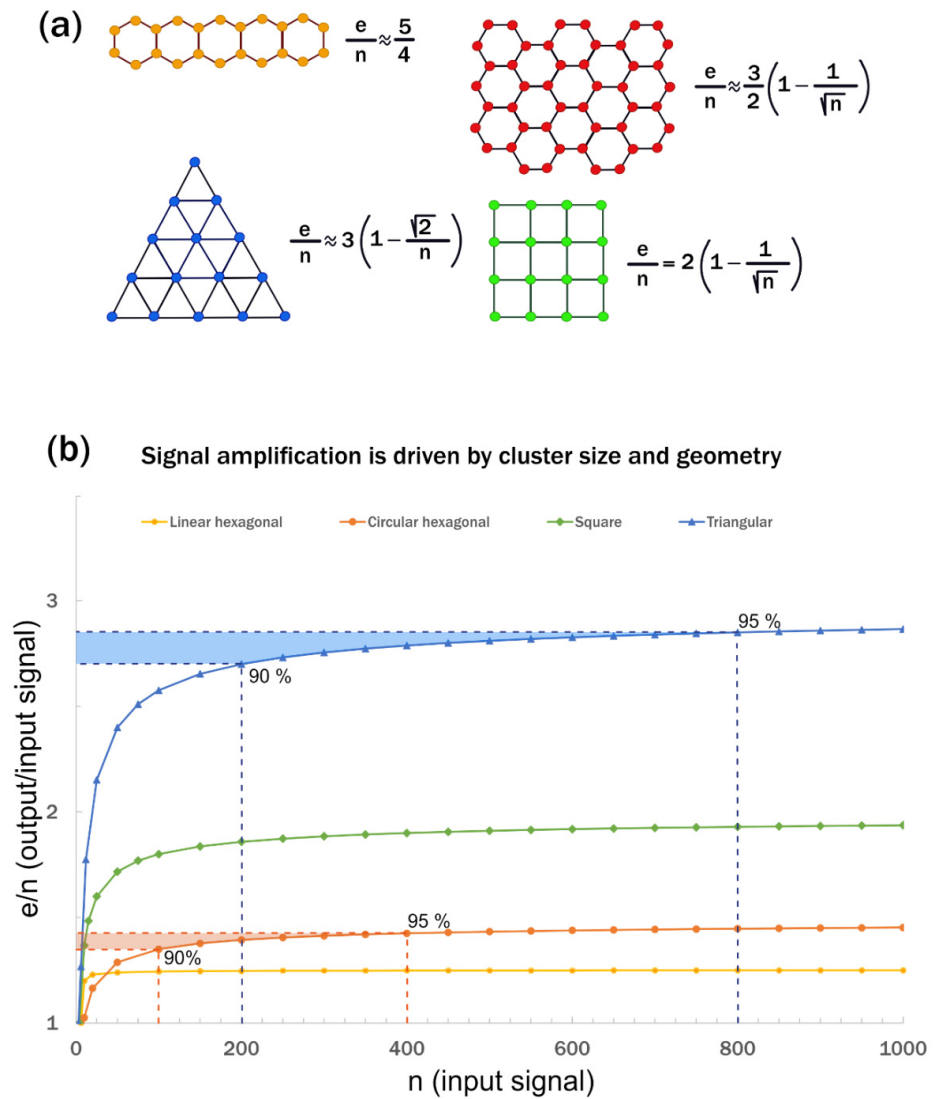 (a)
e/n ≈ 5/4
e/n ≈ 3/2 (1 − 1/√n)
e/n ≈ 3 (1 − √2/n)
e/n = 2 (1 − 1/√n)
(b) Signal amplification is driven by cluster size and geometry
Linear hexagonal Circular hexagonal Square Triangular
3
95 %
90 %
2
95 %
90%
1
0 200 400 600 800 1000
e/n (output/input signal)
n (input signal)